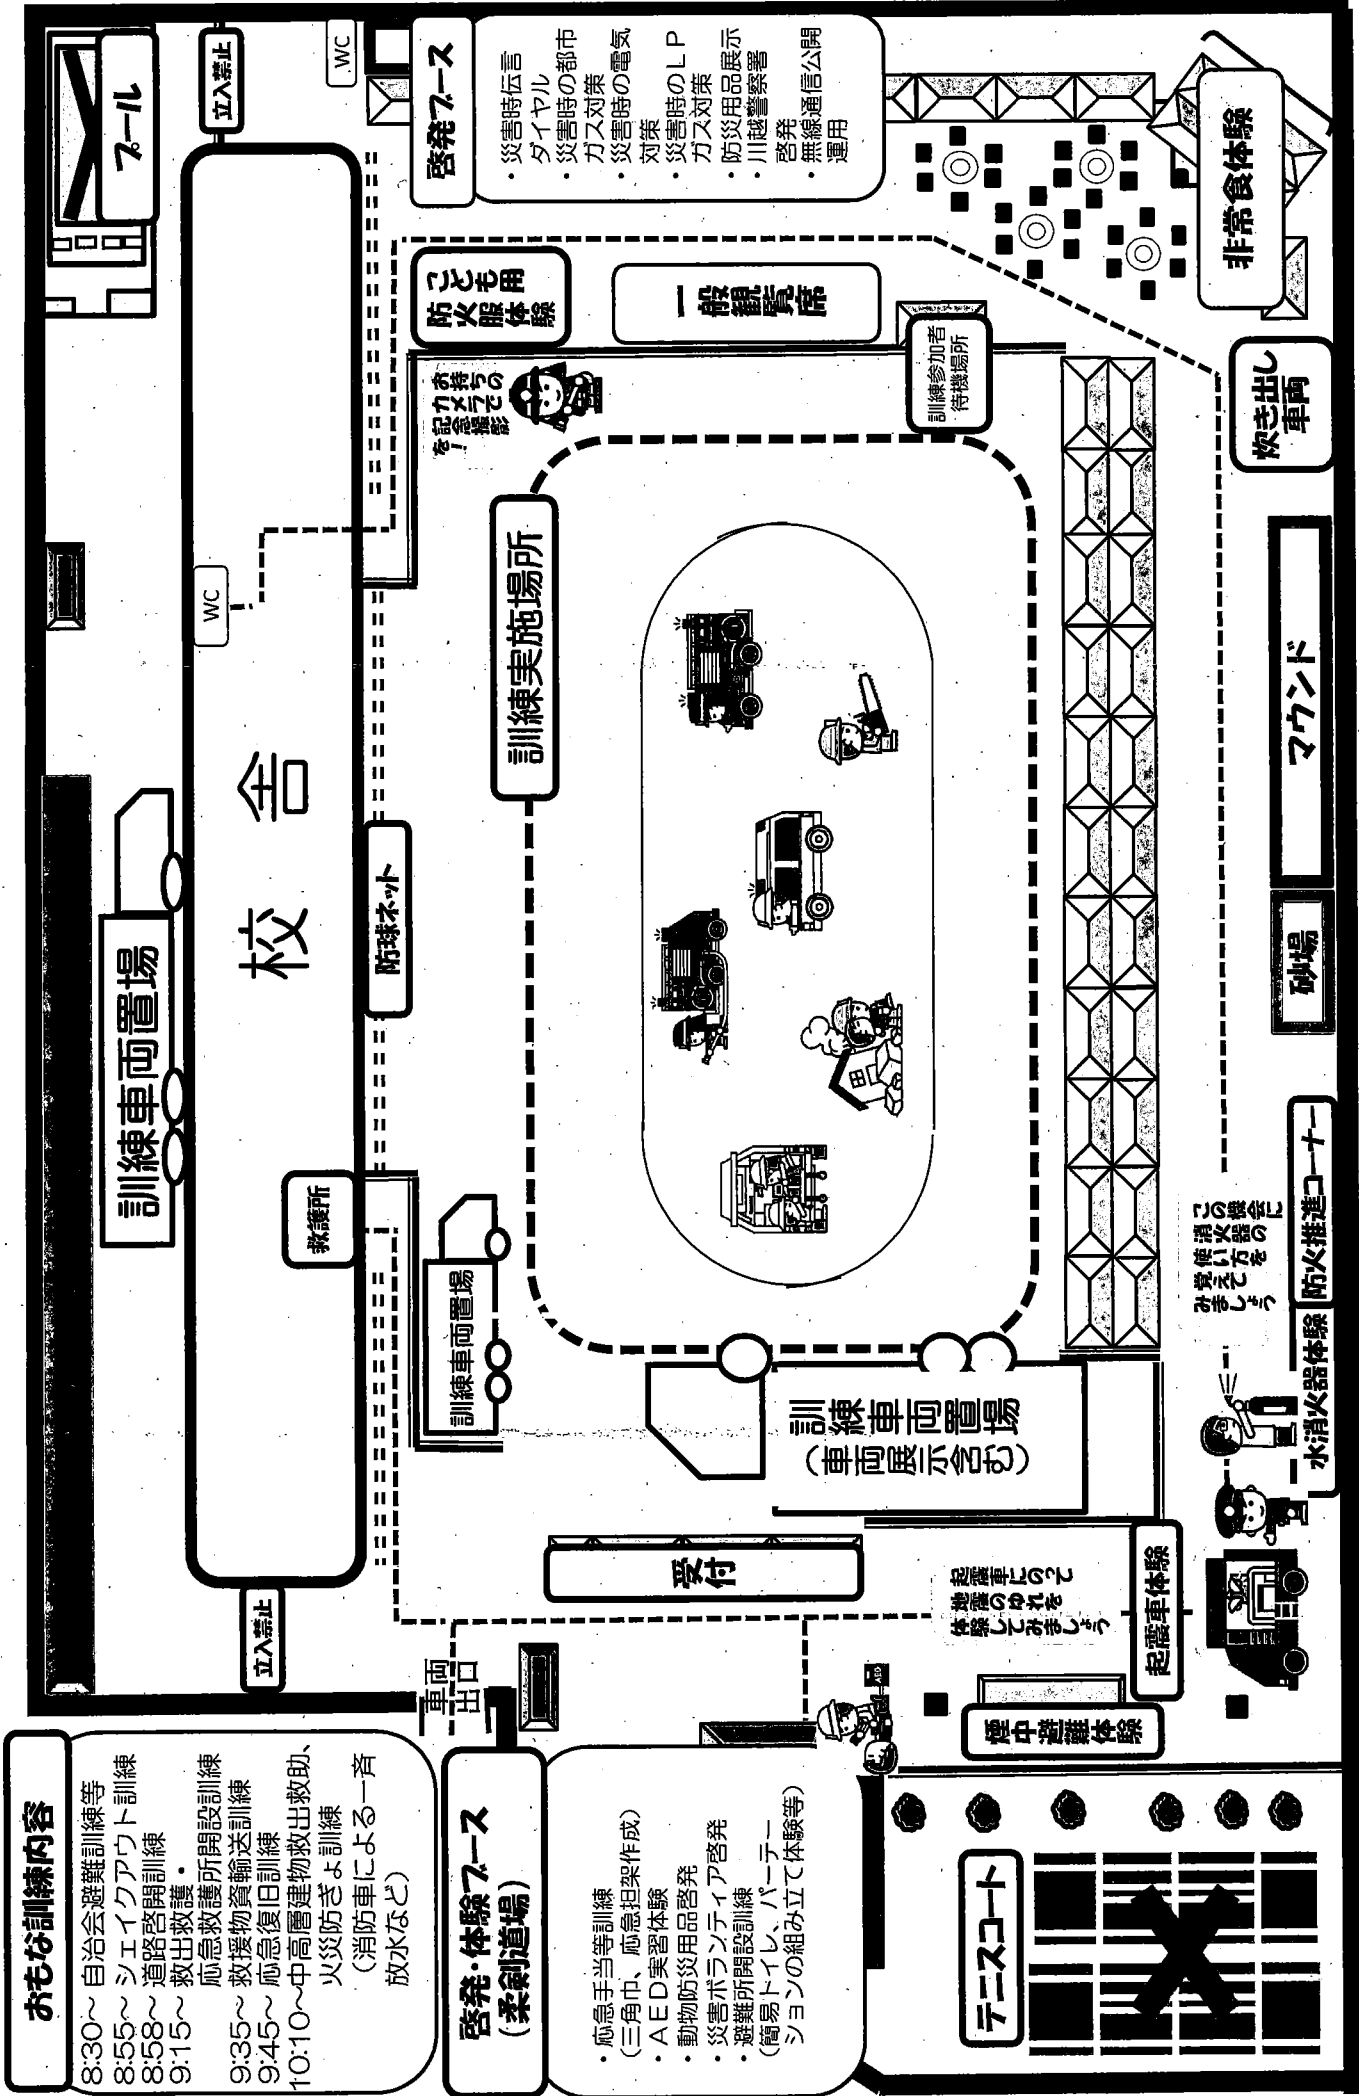 おもな訓練内容
8:30～ 自治会避難訓練等
8:55～ シェイクアウト訓練
8:58～ 道路啓開訓練
9:15～ 救出救護・
応急救護所開設訓練
9:35～ 救援物資輸送訓練
9:45～ 応急復旧訓練
10:10～中高層建物救出救助、
火災防ぎょ訓練
（消防車による一斉
放水など）
啓発・体験ブース
（柔剣道場）
・応急手当等訓練
（三角巾、応急担架作成）
・ＡＥＤ実習体験
・動物防災用品啓発
・災害ボランティア啓発
・避難所開設訓練
（簡易トイレ、パーテー
ションの組み立て体験等）
テニスコート
立入禁止
車両
出口
受付
起震車にのって
地震のゆれを
体験してみましょう
煙中避難体験
起震車体験
AED
訓練車両置場
救護所
訓練車両置場
訓練車両置場
（車両展示含む）
水消火器体験
防火推進コーナー
この機会に
消火器の
使い方を
覚えて
みましょう
校舎
防球ネット
訓練実施場所
砂場
マウンド
WC
お持ちの
カメラで
記念撮影
を！
こども用
防火服体験
一般観覧席
訓練参加者
待機場所
炊き出し
車両
プール
立入禁止
WC
啓発ブース
・災害時伝言
ダイヤル
・災害時の都市
ガス対策
・災害時の電気
対策
・災害時のＬＰ
ガス対策
・防災用品展示
・川越警察署
啓発
・無線通信公開
運用
非常食体験